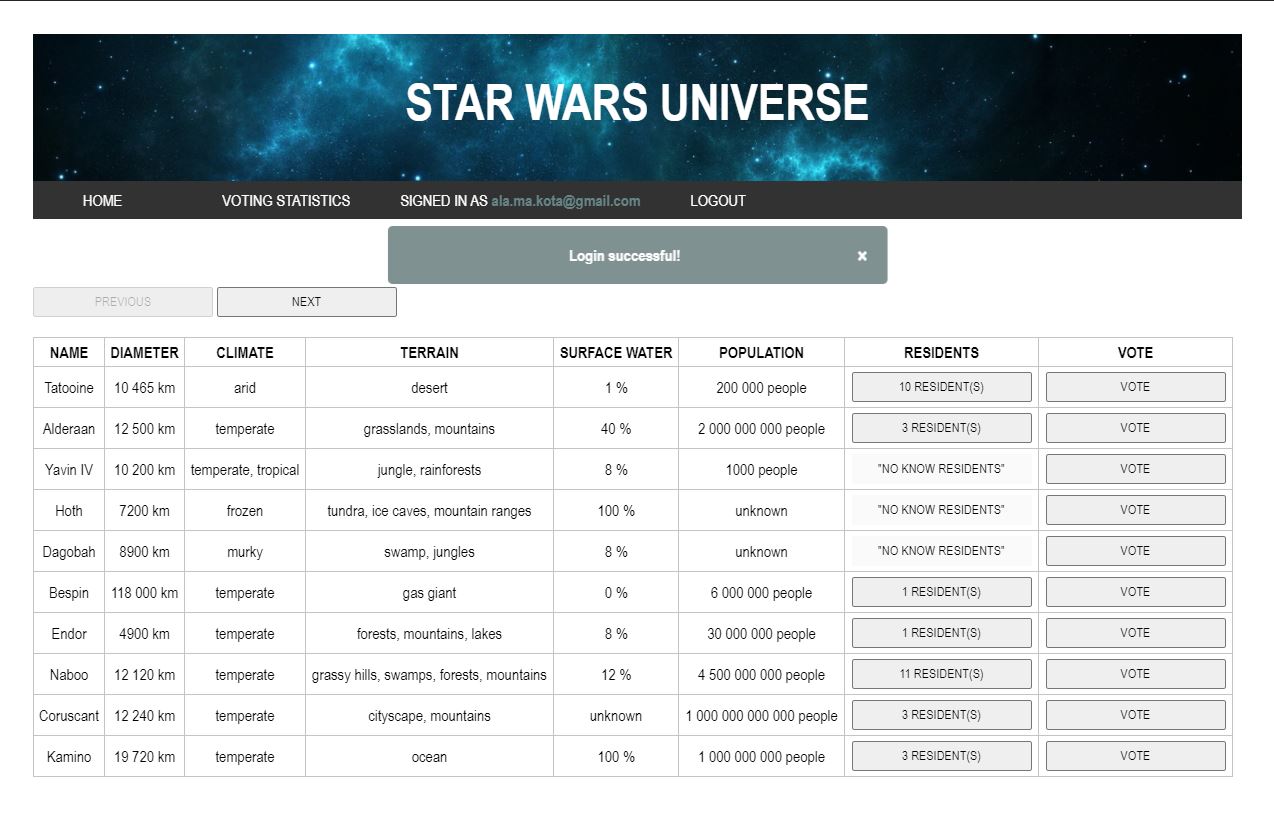 STAR WARS UNIVERSE
HOME VOTING STATISTICS SIGNED IN AS ala.ma.kota@gmail.com LOGOUT
Login successful! ×
PREVIOUS NEXT
NAME DIAMETER CLIMATE TERRAIN SURFACE WATER POPULATION RESIDENTS VOTE
Tatooine 10 465 km arid desert 1 % 200 000 people 10 RESIDENT(S) VOTE
Alderaan 12 500 km temperate grasslands, mountains 40 % 2 000 000 000 people 3 RESIDENT(S) VOTE
Yavin IV 10 200 km temperate, tropical jungle, rainforests 8 % 1000 people "NO KNOW RESIDENTS" VOTE
Hoth 7200 km frozen tundra, ice caves, mountain ranges 100 % unknown "NO KNOW RESIDENTS" VOTE
Dagobah 8900 km murky swamp, jungles 8 % unknown "NO KNOW RESIDENTS" VOTE
Bespin 118 000 km temperate gas giant 0 % 6 000 000 people 1 RESIDENT(S) VOTE
Endor 4900 km temperate forests, mountains, lakes 8 % 30 000 000 people 1 RESIDENT(S) VOTE
Naboo 12 120 km temperate grassy hills, swamps, forests, mountains 12 % 4 500 000 000 people 11 RESIDENT(S) VOTE
Coruscant 12 240 km temperate cityscape, mountains unknown 1 000 000 000 000 people 3 RESIDENT(S) VOTE
Kamino 19 720 km temperate ocean 100 % 1 000 000 000 people 3 RESIDENT(S) VOTE